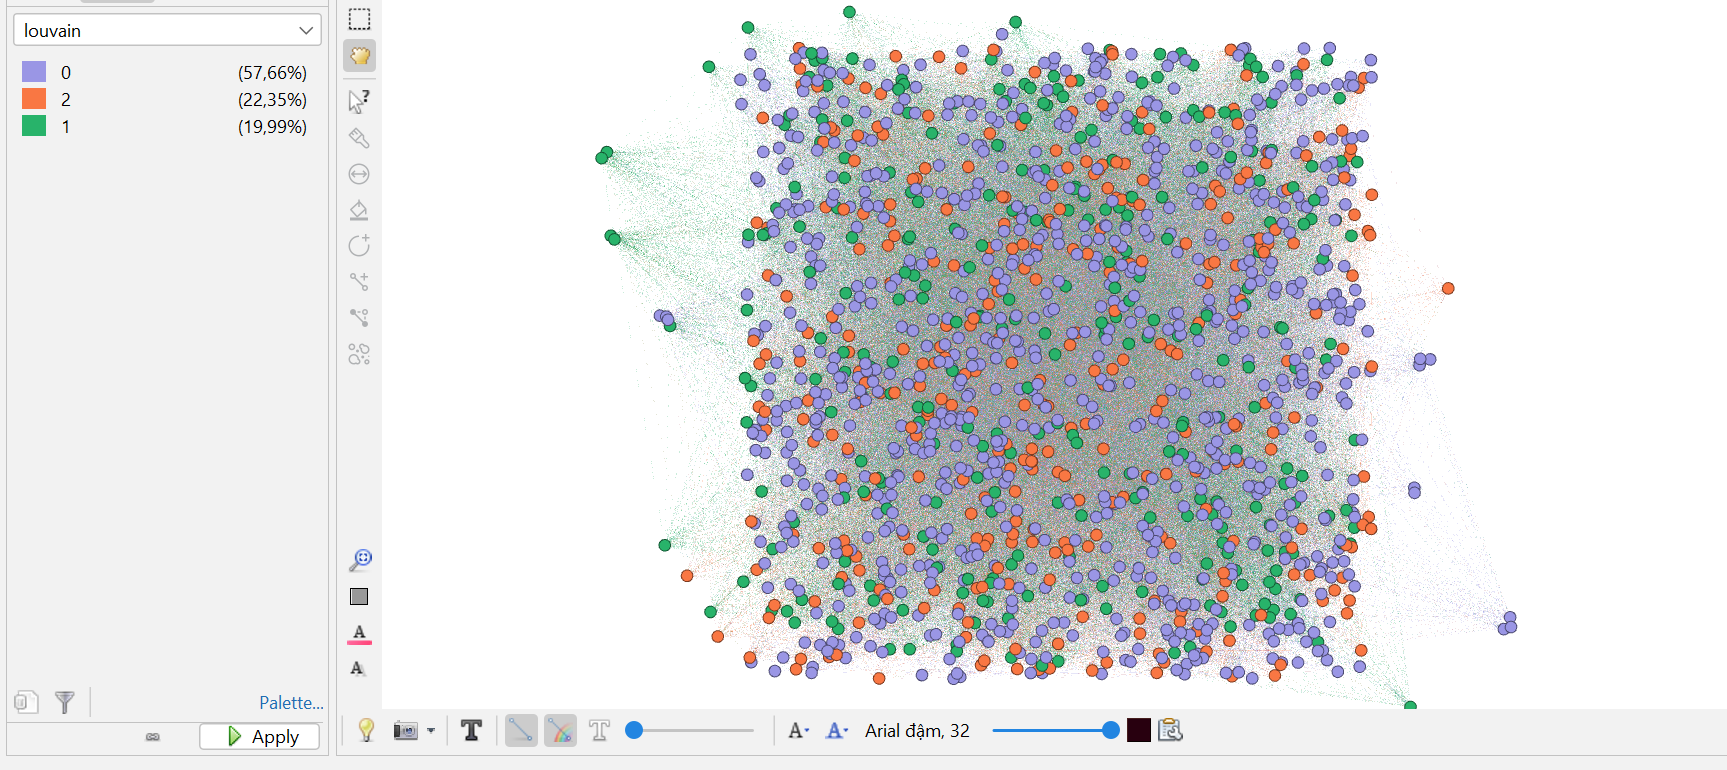 louvain
0 (57,66%)
2 (22,35%)
1 (19,99%)
Palette...
Apply
Arial đậm, 32